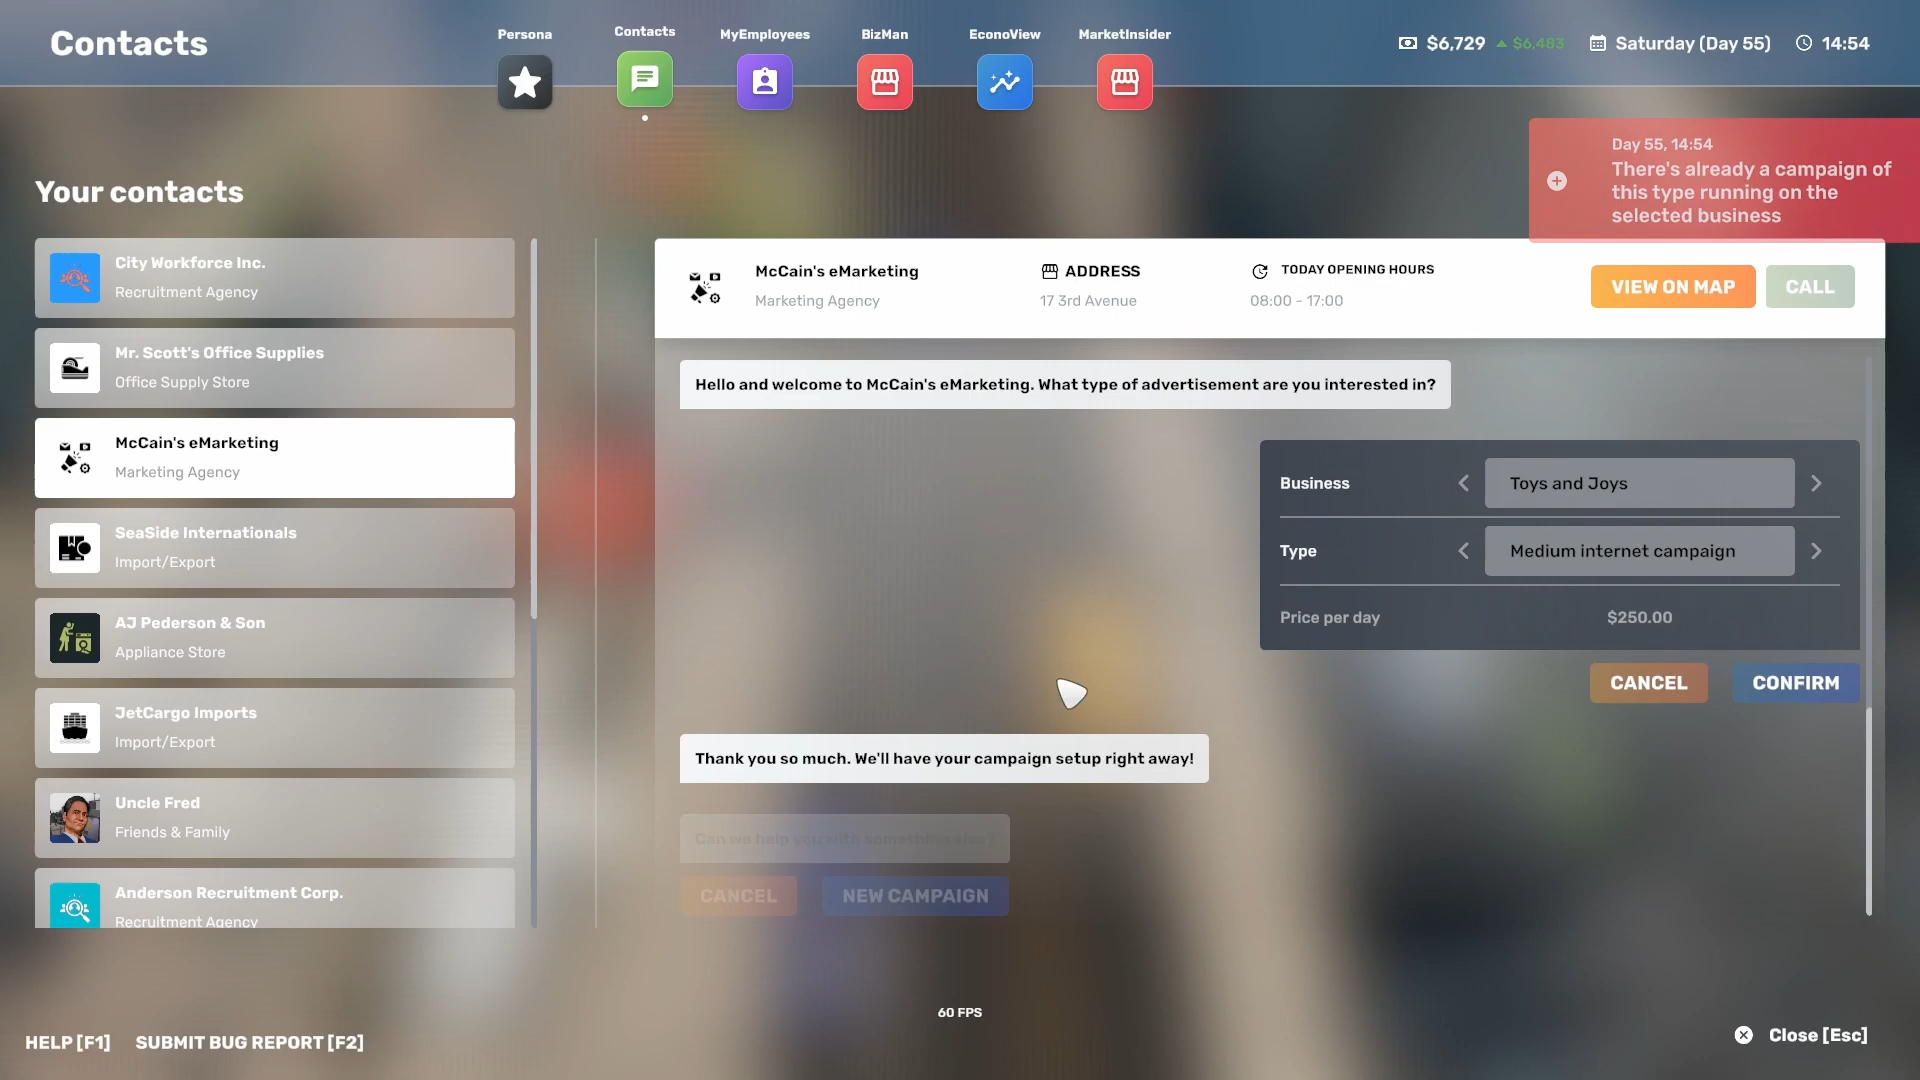 Contacts
Persona
Contacts
MyEmployees
BizMan
EconoView
MarketInsider
$6,729
$6,483
Saturday (Day 55)
14:54
Day 55, 14:54
There's already a campaign of
this type running on the
selected business
Your contacts
City Workforce Inc.
Recruitment Agency
Mr. Scott's Office Supplies
Office Supply Store
McCain's eMarketing
Marketing Agency
SeaSide Internationals
Import/Export
AJ Pederson & Son
Appliance Store
JetCargo Imports
Import/Export
Uncle Fred
Friends & Family
Anderson Recruitment Corp.
Recruitment Agency
McCain's eMarketing
Marketing Agency
ADDRESS
17 3rd Avenue
TODAY OPENING HOURS
08:00 - 17:00
VIEW ON MAP
CALL
Hello and welcome to McCain's eMarketing. What type of advertisement are you interested in?
Business
Toys and Joys
Type
Medium internet campaign
Price per day
$250.00
CANCEL
CONFIRM
Thank you so much. We'll have your campaign setup right away!
Can we help you with something else?
CANCEL
NEW CAMPAIGN
60 FPS
HELP [F1]
SUBMIT BUG REPORT [F2]
Close [Esc]